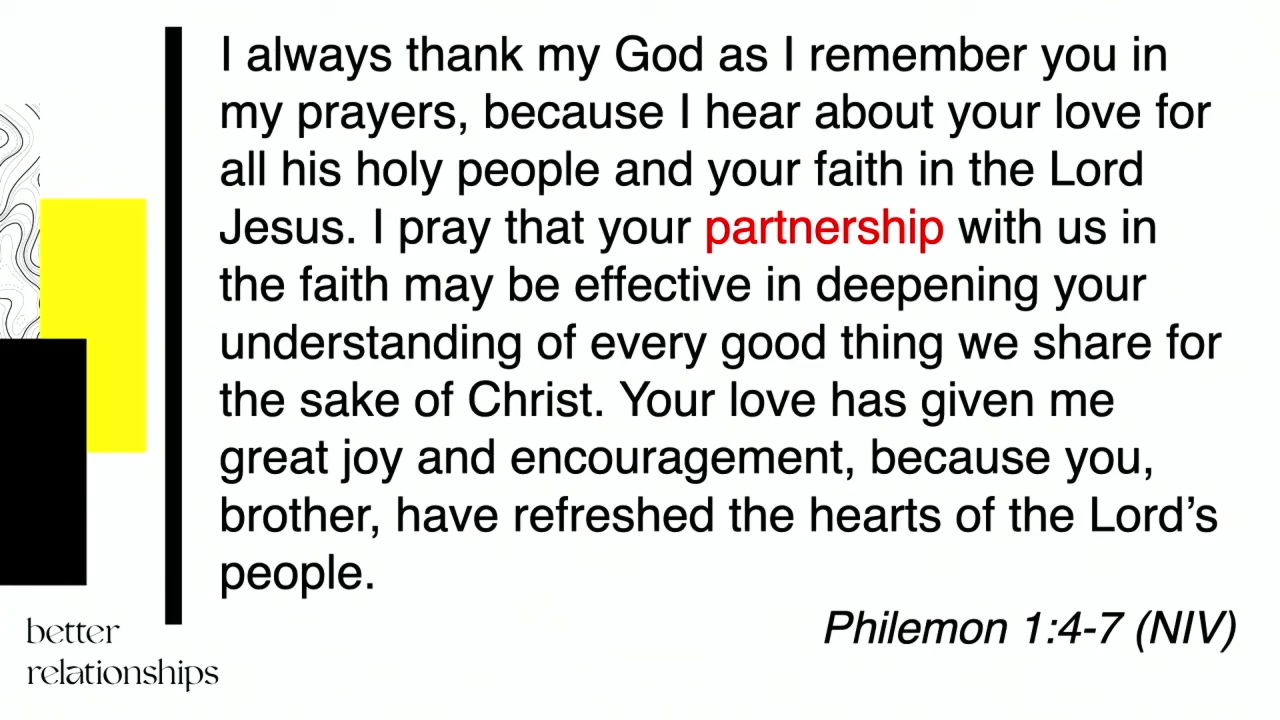 I always thank my God as I remember you in
my prayers, because I hear about your love for
all his holy people and your faith in the Lord
Jesus. I pray that your partnership with us in
the faith may be effective in deepening your
understanding of every good thing we share for
the sake of Christ. Your love has given me
great joy and encouragement, because you,
brother, have refreshed the hearts of the Lord’s
people.
Philemon 1:4-7 (NIV)
better
relationships